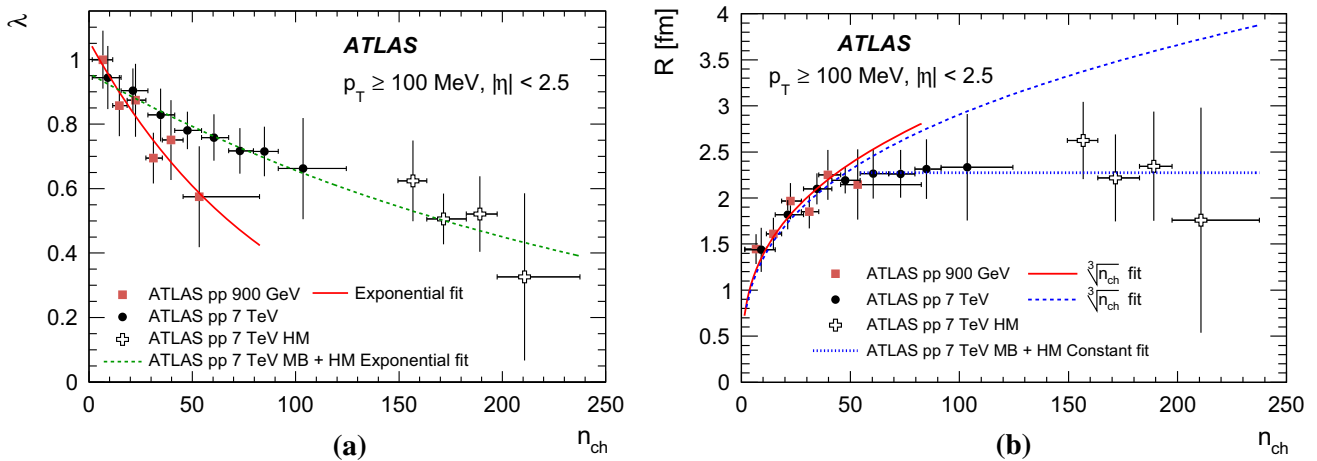 λ
1
0.8
0.6
0.4
0.2
0
0 50 100 150 200 250
n_ch
ATLAS
p_T ≥ 100 MeV, |η| < 2.5
ATLAS pp 900 GeV
Exponential fit
ATLAS pp 7 TeV
ATLAS pp 7 TeV HM
ATLAS pp 7 TeV MB + HM Exponential fit
(a)
R [fm]
4
3.5
3
2.5
2
1.5
1
0.5
0
0 50 100 150 200 250
n_ch
ATLAS
p_T ≥ 100 MeV, |η| < 2.5
ATLAS pp 900 GeV
∛n_ch fit
ATLAS pp 7 TeV
∛n_ch fit
ATLAS pp 7 TeV HM
ATLAS pp 7 TeV MB + HM Constant fit
(b)